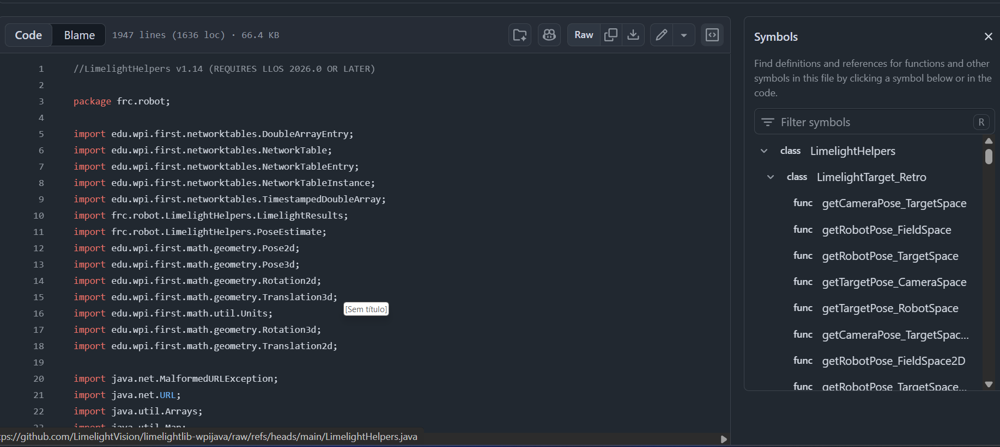 Code Blame 1947 lines (1636 loc) · 66.4 KB Raw
1 //LimelightHelpers v1.14 (REQUIRES LLOS 2026.0 OR LATER)
2
3 package frc.robot;
4
5 import edu.wpi.first.networktables.DoubleArrayEntry;
6 import edu.wpi.first.networktables.NetworkTable;
7 import edu.wpi.first.networktables.NetworkTableEntry;
8 import edu.wpi.first.networktables.NetworkTableInstance;
9 import edu.wpi.first.networktables.TimestampedDoubleArray;
10 import frc.robot.LimelightHelpers.LimelightResults;
11 import frc.robot.LimelightHelpers.PoseEstimate;
12 import edu.wpi.first.math.geometry.Pose2d;
13 import edu.wpi.first.math.geometry.Pose3d;
14 import edu.wpi.first.math.geometry.Rotation2d;
15 import edu.wpi.first.math.geometry.Translation3d;
[Sem título]
16 import edu.wpi.first.math.util.Units;
17 import edu.wpi.first.math.geometry.Rotation3d;
18 import edu.wpi.first.math.geometry.Translation2d;
19
20 import java.net.MalformedURLException;
21 import java.net.URL;
22 import java.util.Arrays;
23 import java.util.Map;
tps://github.com/LimelightVision/limelightlib-wpijava/raw/refs/heads/main/LimelightHelpers.java
Symbols
Find definitions and references for functions and other
symbols in this file by clicking a symbol below or in the
code.
Filter symbols R
class LimelightHelpers
class LimelightTarget_Retro
func getCameraPose_TargetSpace
func getRobotPose_FieldSpace
func getRobotPose_TargetSpace
func getTargetPose_CameraSpace
func getTargetPose_RobotSpace
func getCameraPose_TargetSpac...
func getRobotPose_FieldSpace2D
func getRobotPose_TargetSpace...